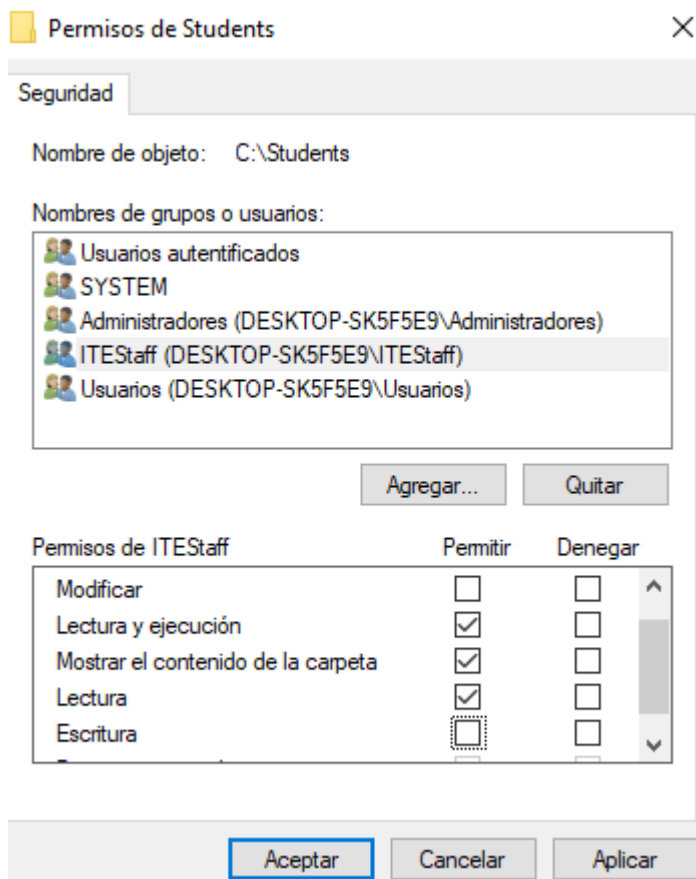 Permisos de Students
Seguridad
Nombre de objeto: C:\Students
Nombres de grupos o usuarios:
Usuarios autentificados
SYSTEM
Administradores (DESKTOP-SK5F5E9\Administradores)
ITEStaff (DESKTOP-SK5F5E9\ITEStaff)
Usuarios (DESKTOP-SK5F5E9\Usuarios)
Agregar... Quitar
Permisos de ITEStaff Permitir Denegar
Modificar
Lectura y ejecución
Mostrar el contenido de la carpeta
Lectura
Escritura
Aceptar Cancelar Aplicar